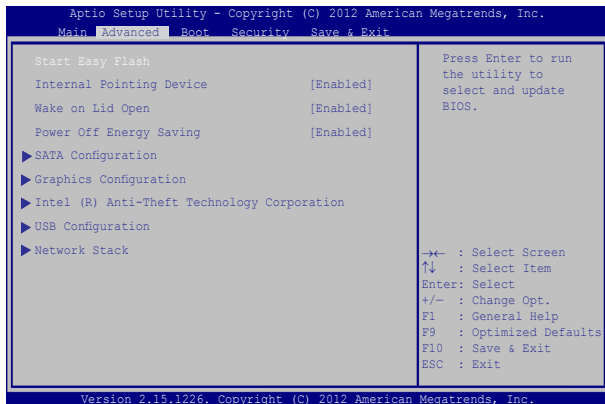 Aptio Setup Utility - Copyright (C) 2012 American Megatrends, Inc.
Main Advanced Boot Security Save & Exit
Start Easy Flash
Internal Pointing Device [Enabled]
Wake on Lid Open [Enabled]
Power Off Energy Saving [Enabled]
SATA Configuration
Graphics Configuration
Intel (R) Anti-Theft Technology Corporation
USB Configuration
Network Stack
Press Enter to run
the utility to
select and update
BIOS.
→← : Select Screen
↑↓ : Select Item
Enter: Select
+/— : Change Opt.
F1 : General Help
F9 : Optimized Defaults
F10 : Save & Exit
ESC : Exit
Version 2.15.1226. Copyright (C) 2012 American Megatrends, Inc.